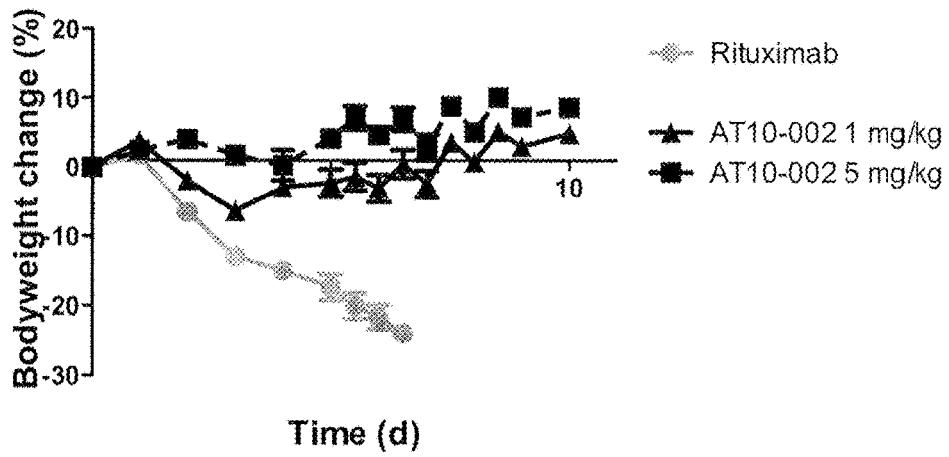 Bodyweight change (%)
20
10
0
-10
-20
-30
10
Time (d)
Rituximab
AT10-002 1 mg/kg
AT10-002 5 mg/kg